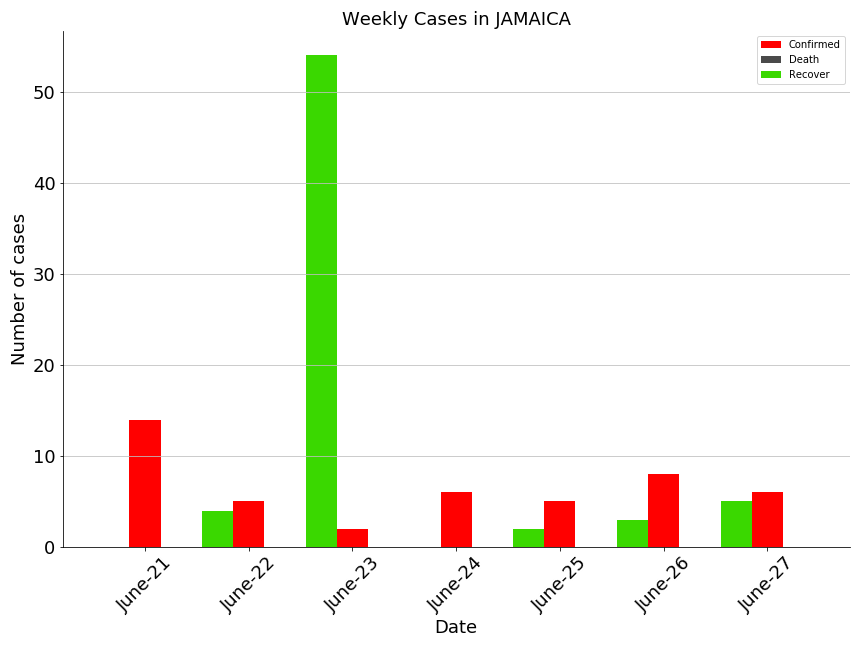 Weekly Cases in JAMAICA
Confirmed
Death
Recover
Number of cases
50
40
30
20
10
0
June-21
June-22
June-23
June-24
June-25
June-26
June-27
Date